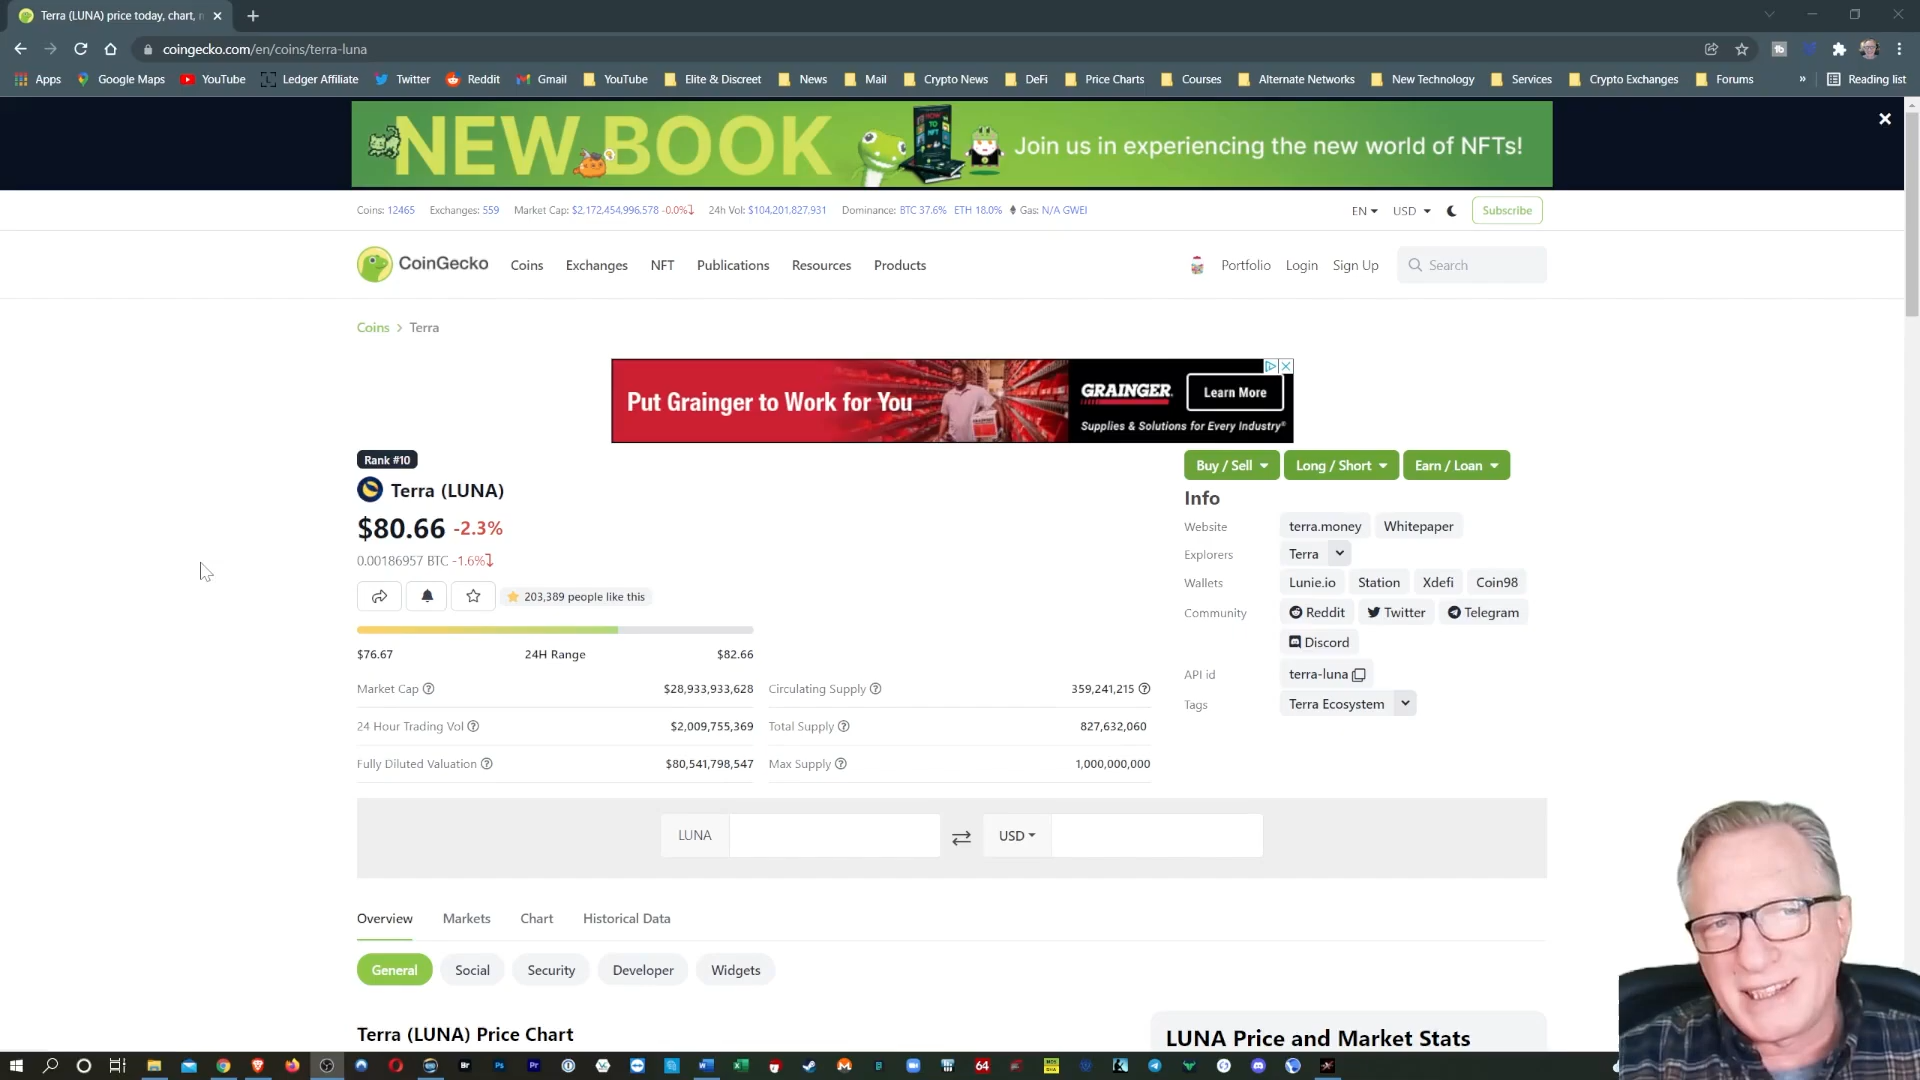 Terra (LUNA) price today, chart,
coingecko.com/en/coins/terra-luna
Apps Google Maps YouTube Ledger Affiliate Twitter Reddit Gmail YouTube Elite & Discreet News Mail Crypto News DeFi Price Charts Courses Alternate Networks New Technology Services Crypto Exchanges Forums » Reading list
NEW BOOK HOW TO NFT Join us in experiencing the new world of NFTs!
Coins: 12465 Exchanges: 559 Market Cap: $2,172,454,996,578 -0.0% 24h Vol: $104,201,827,931 Dominance: BTC 37.6% ETH 18.0% Gas: N/A GWEI EN USD Subscribe
CoinGecko Coins Exchanges NFT Publications Resources Products Portfolio Login Sign Up Search
Coins > Terra
Put Grainger to Work for You GRAINGER Learn More
Supplies & Solutions for Every Industry®
Rank #10
Terra (LUNA)
$80.66 -2.3%
0.00186957 BTC -1.6%
203,389 people like this
$76.67 24H Range $82.66
Market Cap $28,933,933,628 Circulating Supply 359,241,215
24 Hour Trading Vol $2,009,755,369 Total Supply 827,632,060
Fully Diluted Valuation $80,541,798,547 Max Supply 1,000,000,000
Buy / Sell Long / Short Earn / Loan
Info
Website terra.money Whitepaper
Explorers Terra
Wallets Lunie.io Station Xdefi Coin98
Community Reddit Twitter Telegram
Discord
API id terra-luna
Tags Terra Ecosystem
LUNA USD
Overview Markets Chart Historical Data
General Social Security Developer Widgets
Terra (LUNA) Price Chart
LUNA Price and Market Stats
Br Ps Pr 64